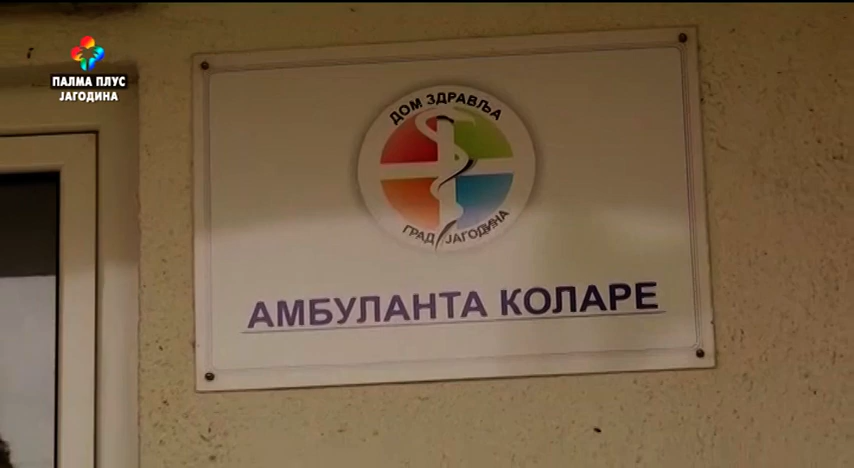 ПАЛМА ПЛУС
ЈАГОДИНА
ДОМ ЗДРАВЉА
ГРАД ЈАГОДИНА
АМБУЛАНТА КОЛАРЕ